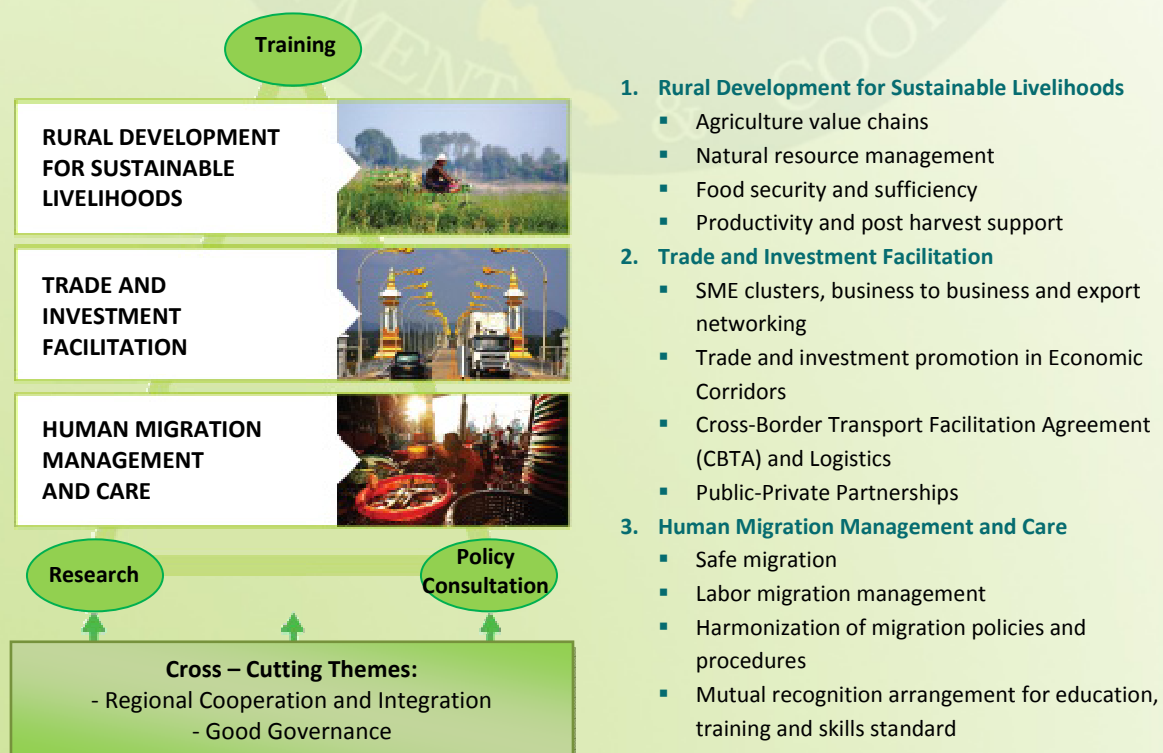 MENT & COOP
Training
RURAL DEVELOPMENT
FOR SUSTAINABLE
LIVELIHOODS
TRADE AND
INVESTMENT
FACILITATION
HUMAN MIGRATION
MANAGEMENT
AND CARE
Research
Policy
Consultation
Cross – Cutting Themes:
- Regional Cooperation and Integration
- Good Governance
1. Rural Development for Sustainable Livelihoods
▪ Agriculture value chains
▪ Natural resource management
▪ Food security and sufficiency
▪ Productivity and post harvest support
2. Trade and Investment Facilitation
▪ SME clusters, business to business and export
networking
▪ Trade and investment promotion in Economic
Corridors
▪ Cross-Border Transport Facilitation Agreement
(CBTA) and Logistics
▪ Public-Private Partnerships
3. Human Migration Management and Care
▪ Safe migration
▪ Labor migration management
▪ Harmonization of migration policies and
procedures
▪ Mutual recognition arrangement for education,
training and skills standard